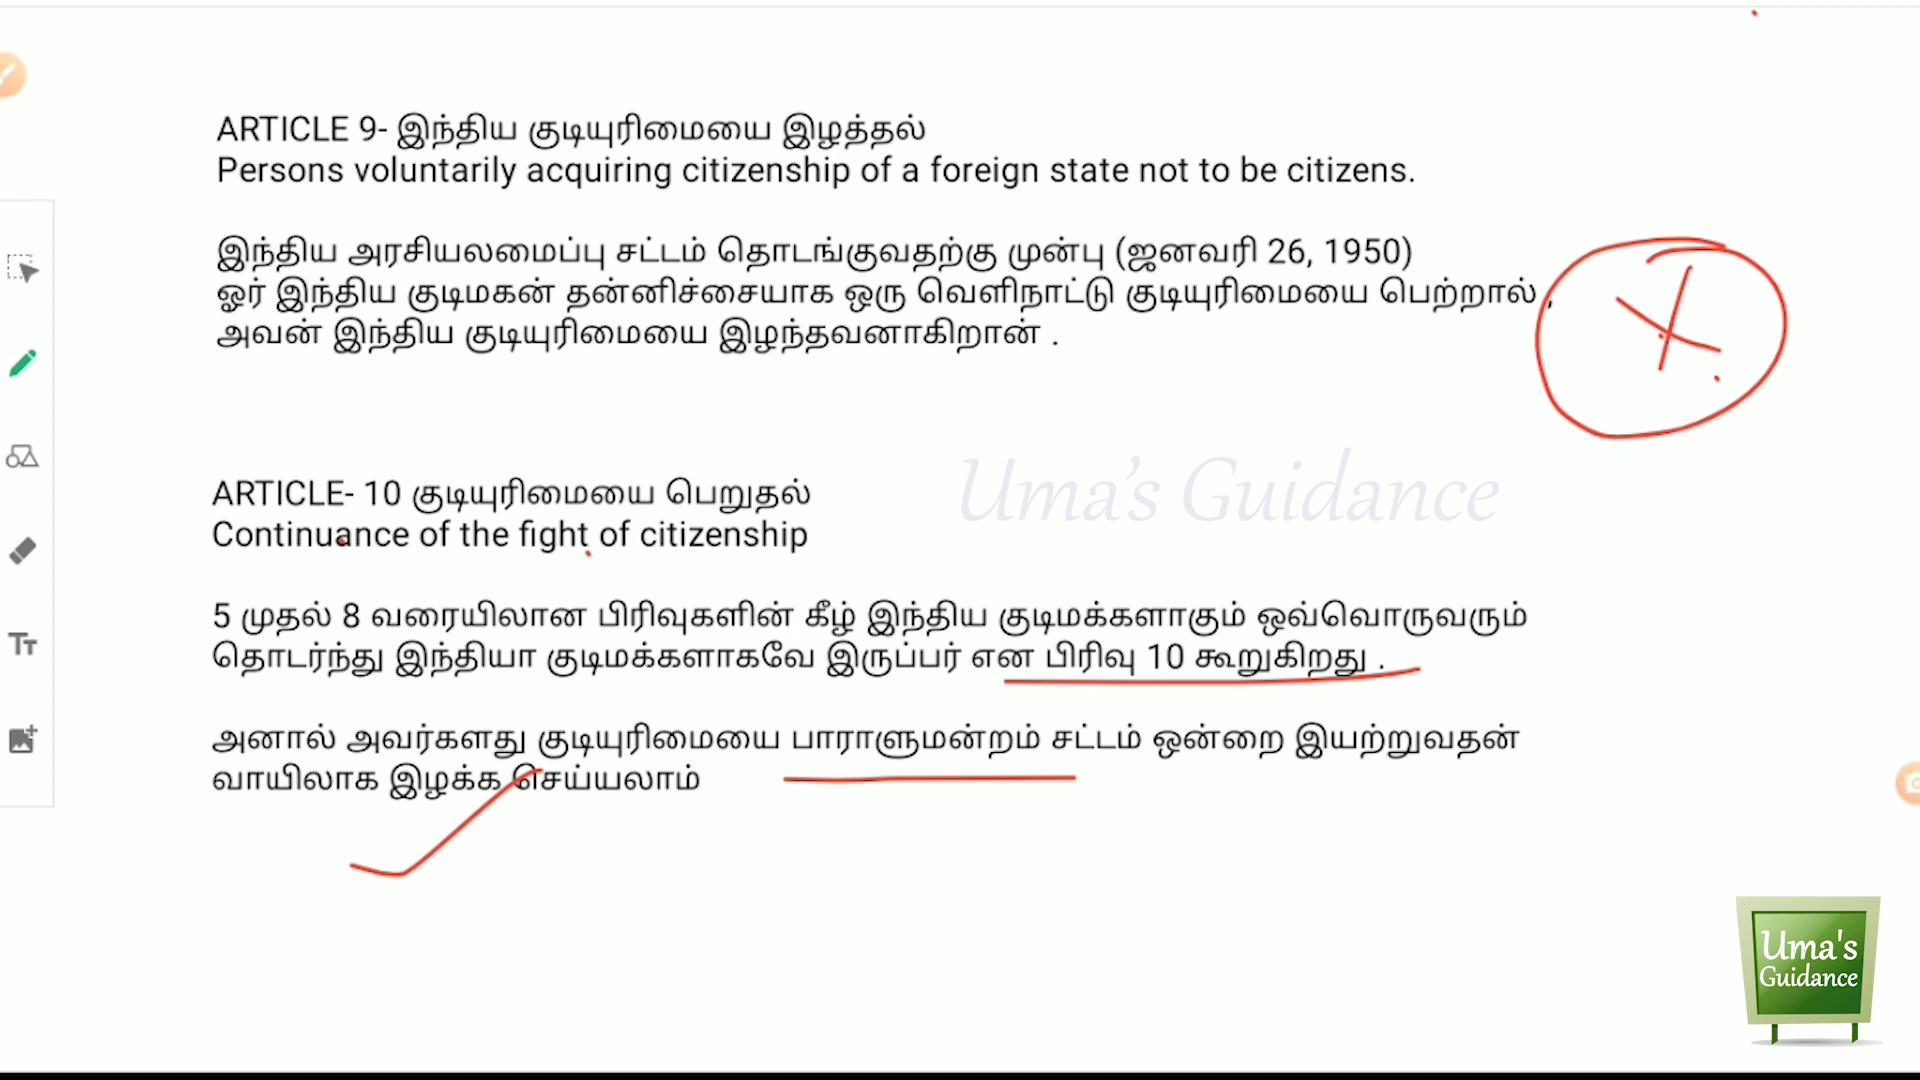 ARTICLE 9- இந்திய குடியுரிமையை இழத்தல்
Persons voluntarily acquiring citizenship of a foreign state not to be citizens.
இந்திய அரசியலமைப்பு சட்டம் தொடங்குவதற்கு முன்பு (ஜனவரி 26, 1950)
ஓர் இந்திய குடிமகன் தன்னிச்சையாக ஒரு வெளிநாட்டு குடியுரிமையை பெற்றால் ,
அவன் இந்திய குடியுரிமையை இழந்தவனாகிறான் .
Uma's Guidance
ARTICLE- 10 குடியுரிமையை பெறுதல்
Continuance of the fight of citizenship
5 முதல் 8 வரையிலான பிரிவுகளின் கீழ் இந்திய குடிமக்களாகும் ஒவ்வொருவரும்
தொடர்ந்து இந்தியா குடிமக்களாகவே இருப்பர் என பிரிவு 10 கூறுகிறது .
அனால் அவர்களது குடியுரிமையை பாராளுமன்றம் சட்டம் ஒன்றை இயற்றுவதன்
வாயிலாக இழக்க செய்யலாம்
Uma's
Guidance